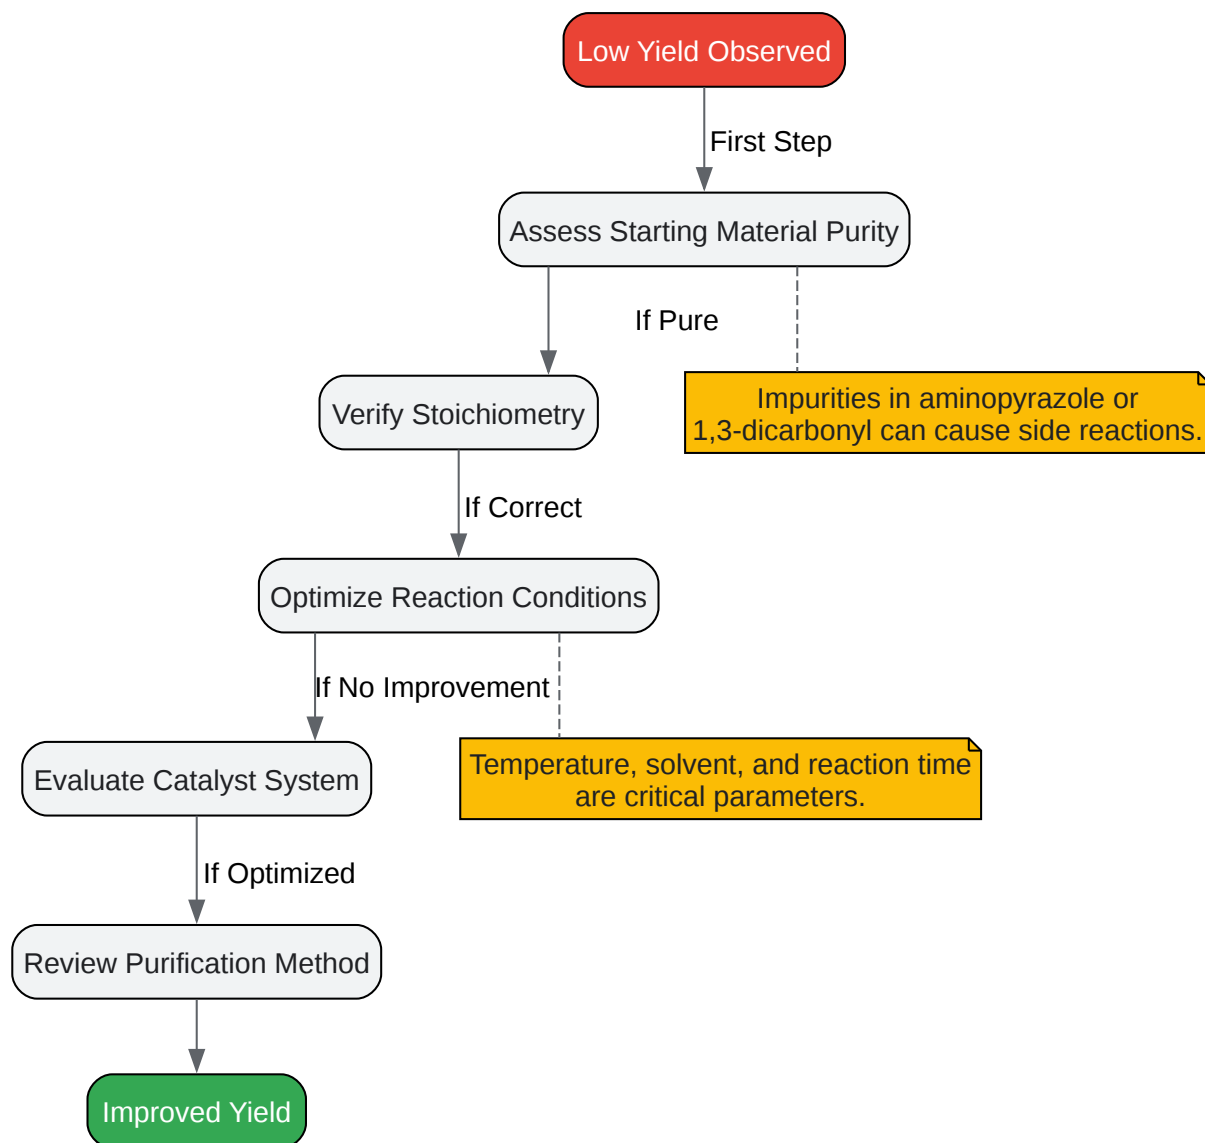 Low Yield Observed
First Step
Assess Starting Material Purity
If Pure
Impurities in aminopyrazole or
1,3-dicarbonyl can cause side reactions.
Verify Stoichiometry
If Correct
Optimize Reaction Conditions
If No Improvement
Temperature, solvent, and reaction time
are critical parameters.
Evaluate Catalyst System
If Optimized
Review Purification Method
Improved Yield